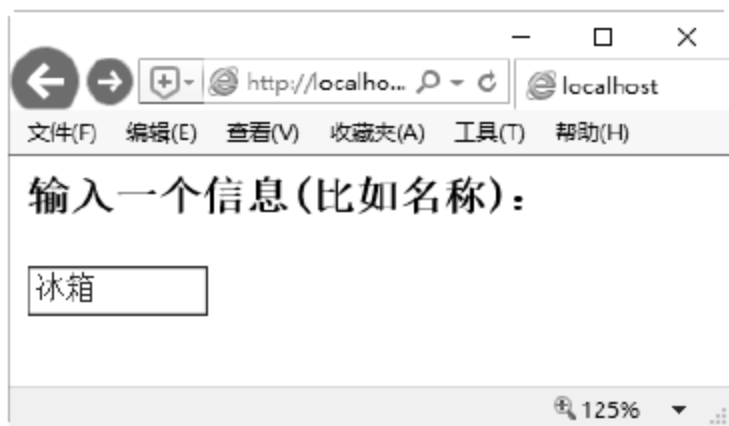 http://localho...
localhost
文件(F) 编辑(E) 查看(V) 收藏夹(A) 工具(T) 帮助(H)
输入一个信息(比如名称)：
冰箱
125%